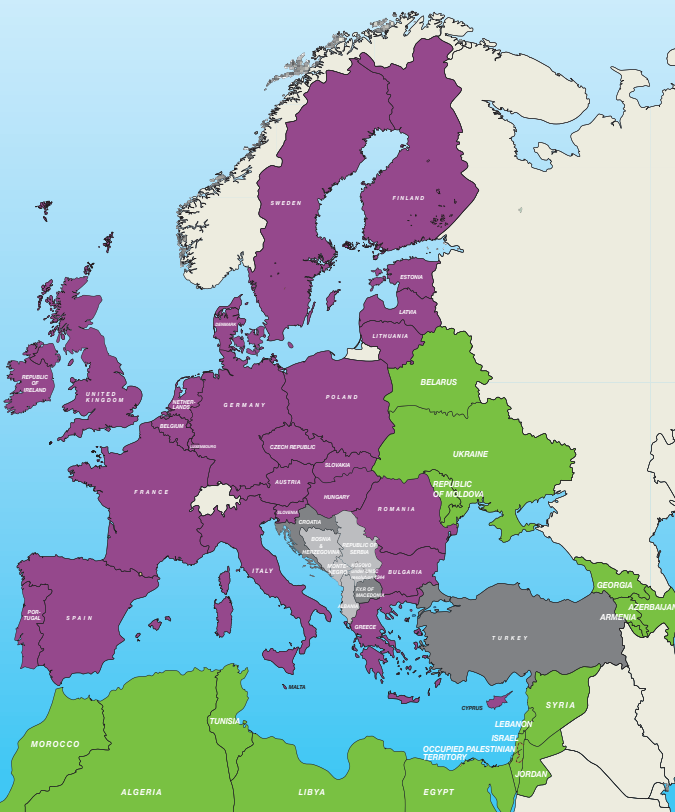 SWEDEN
FINLAND
ESTONIA
LATVIA
DENMARK
LITHUANIA
REPUBLIC
OF
IRELAND
UNITED
KINGDOM
NETHER-
LANDS
BELGIUM
LUXEMBOURG
GERMANY
POLAND
BELARUS
CZECH REPUBLIC
UKRAINE
SLOVAKIA
AUSTRIA
FRANCE
HUNGARY
REPUBLIC
OF MOLDOVA
ROMANIA
SLOVENIA
CROATIA
BOSNIA
&
HERZEGOVINA
REPUBLIC OF
SERBIA
MONTE-
NEGRO
KOSOVO
ITALY
BULGARIA
FYR OF
MACEDONIA
ALBANIA
GREECE
POR-
TUGAL
SPAIN
GEORGIA
AZERBAIJAN
ARMENIA
TURKEY
MALTA
CYPRUS
SYRIA
TUNISIA
LEBANON
ISRAEL
MOROCCO
OCCUPIED PALESTINIAN
TERRITORY
JORDAN
ALGERIA
LIBYA
EGYPT